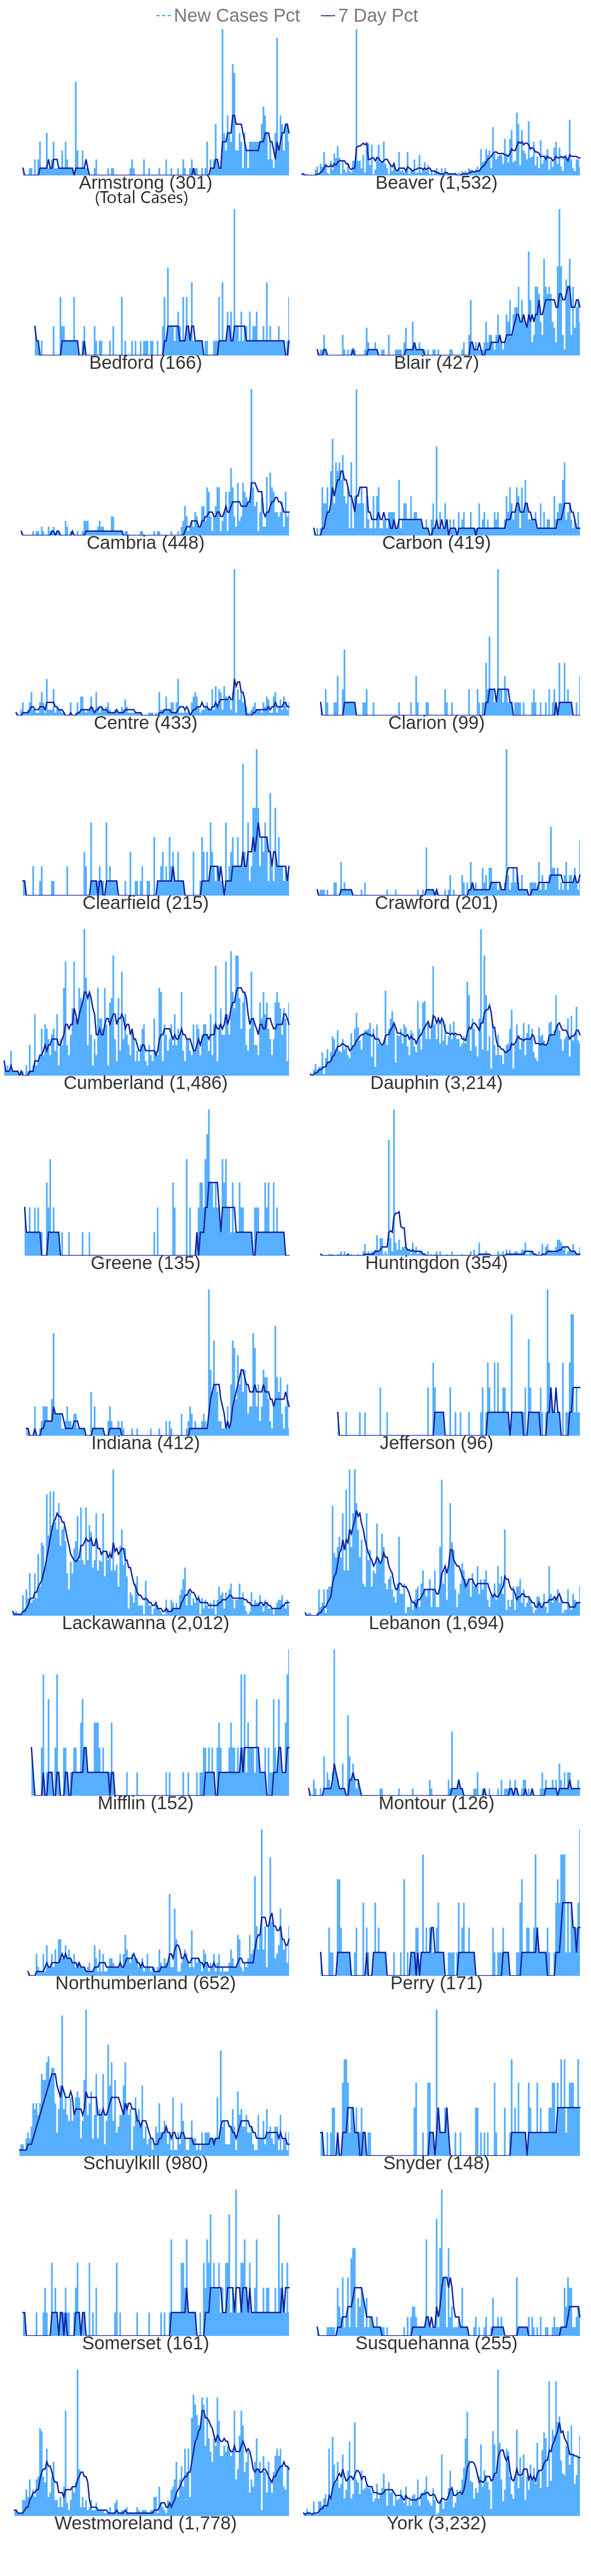 New Cases Pct 7 Day Pct
Armstrong (301) Beaver (1,532)
(Total Cases)
Bedford (166) Blair (427)
Cambria (448) Carbon (419)
Centre (433) Clarion (99)
Clearfield (215) Crawford (201)
Cumberland (1,486) Dauphin (3,214)
Greene (135) Huntingdon (354)
Indiana (412) Jefferson (96)
Lackawanna (2,012) Lebanon (1,694)
Mifflin (152) Montour (126)
Northumberland (652) Perry (171)
Schuylkill (980) Snyder (148)
Somerset (161) Susquehanna (255)
Westmoreland (1,778) York (3,232)